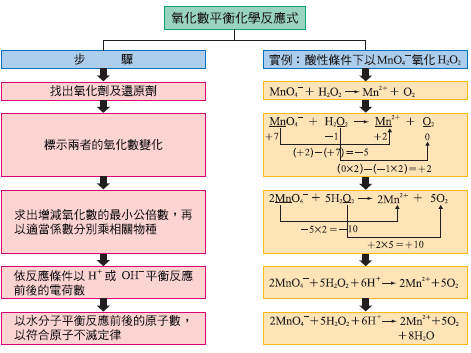 氧化數平衡化學反應式
步 驟
實例：酸性條件下以MnO₄⁻氧化H₂O₂
找出氧化劑及還原劑
MnO₄⁻ + H₂O₂ → Mn²⁺ + O₂
標示兩者的氧化數變化
MnO₄⁻ + H₂O₂ → Mn²⁺ + O₂
+7 −1 +2 0
(+2)−(+7)=−5
(0×2)−(−1×2)=+2
求出增減氧化數的最小公倍數，再
以適當係數分別乘相關物種
2MnO₄⁻ + 5H₂O₂ → 2Mn²⁺ + 5O₂
−5×2=−10
+2×5=+10
依反應條件以 H⁺ 或 OH⁻ 平衡反應
前後的電荷數
2MnO₄⁻+5H₂O₂+6H⁺→ 2Mn²⁺+5O₂
以水分子平衡反應前後的原子數，
以符合原子不滅定律
2MnO₄⁻+5H₂O₂+6H⁺→ 2Mn²⁺+5O₂
+8H₂O